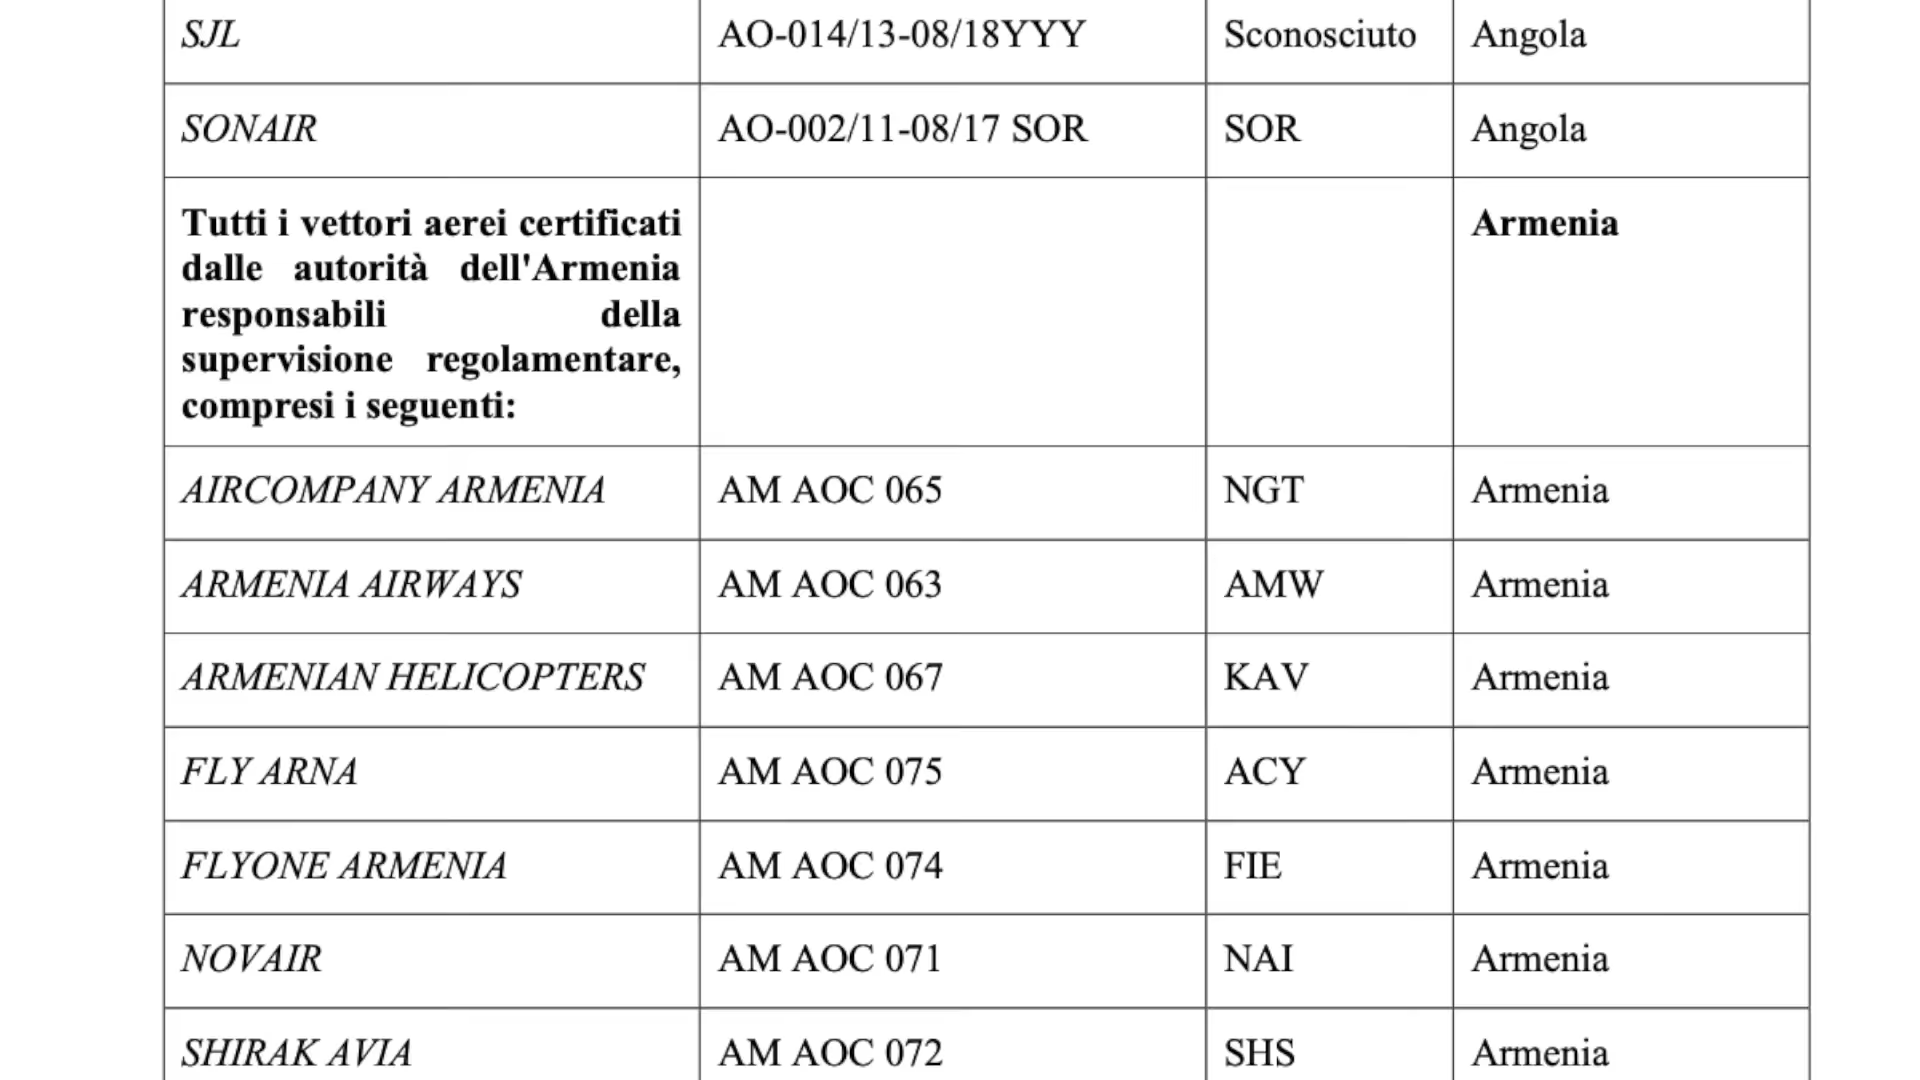 SJL AO-014/13-08/18YYY Sconosciuto Angola
SONAIR AO-002/11-08/17 SOR SOR Angola
Tutti i vettori aerei certificati Armenia
dalle autorità dell'Armenia
responsabili della
supervisione regolamentare,
compresi i seguenti:
AIRCOMPANY ARMENIA AM AOC 065 NGT Armenia
ARMENIA AIRWAYS AM AOC 063 AMW Armenia
ARMENIAN HELICOPTERS AM AOC 067 KAV Armenia
FLY ARNA AM AOC 075 ACY Armenia
FLYONE ARMENIA AM AOC 074 FIE Armenia
NOVAIR AM AOC 071 NAI Armenia
SHIRAK AVIA AM AOC 072 SHS Armenia